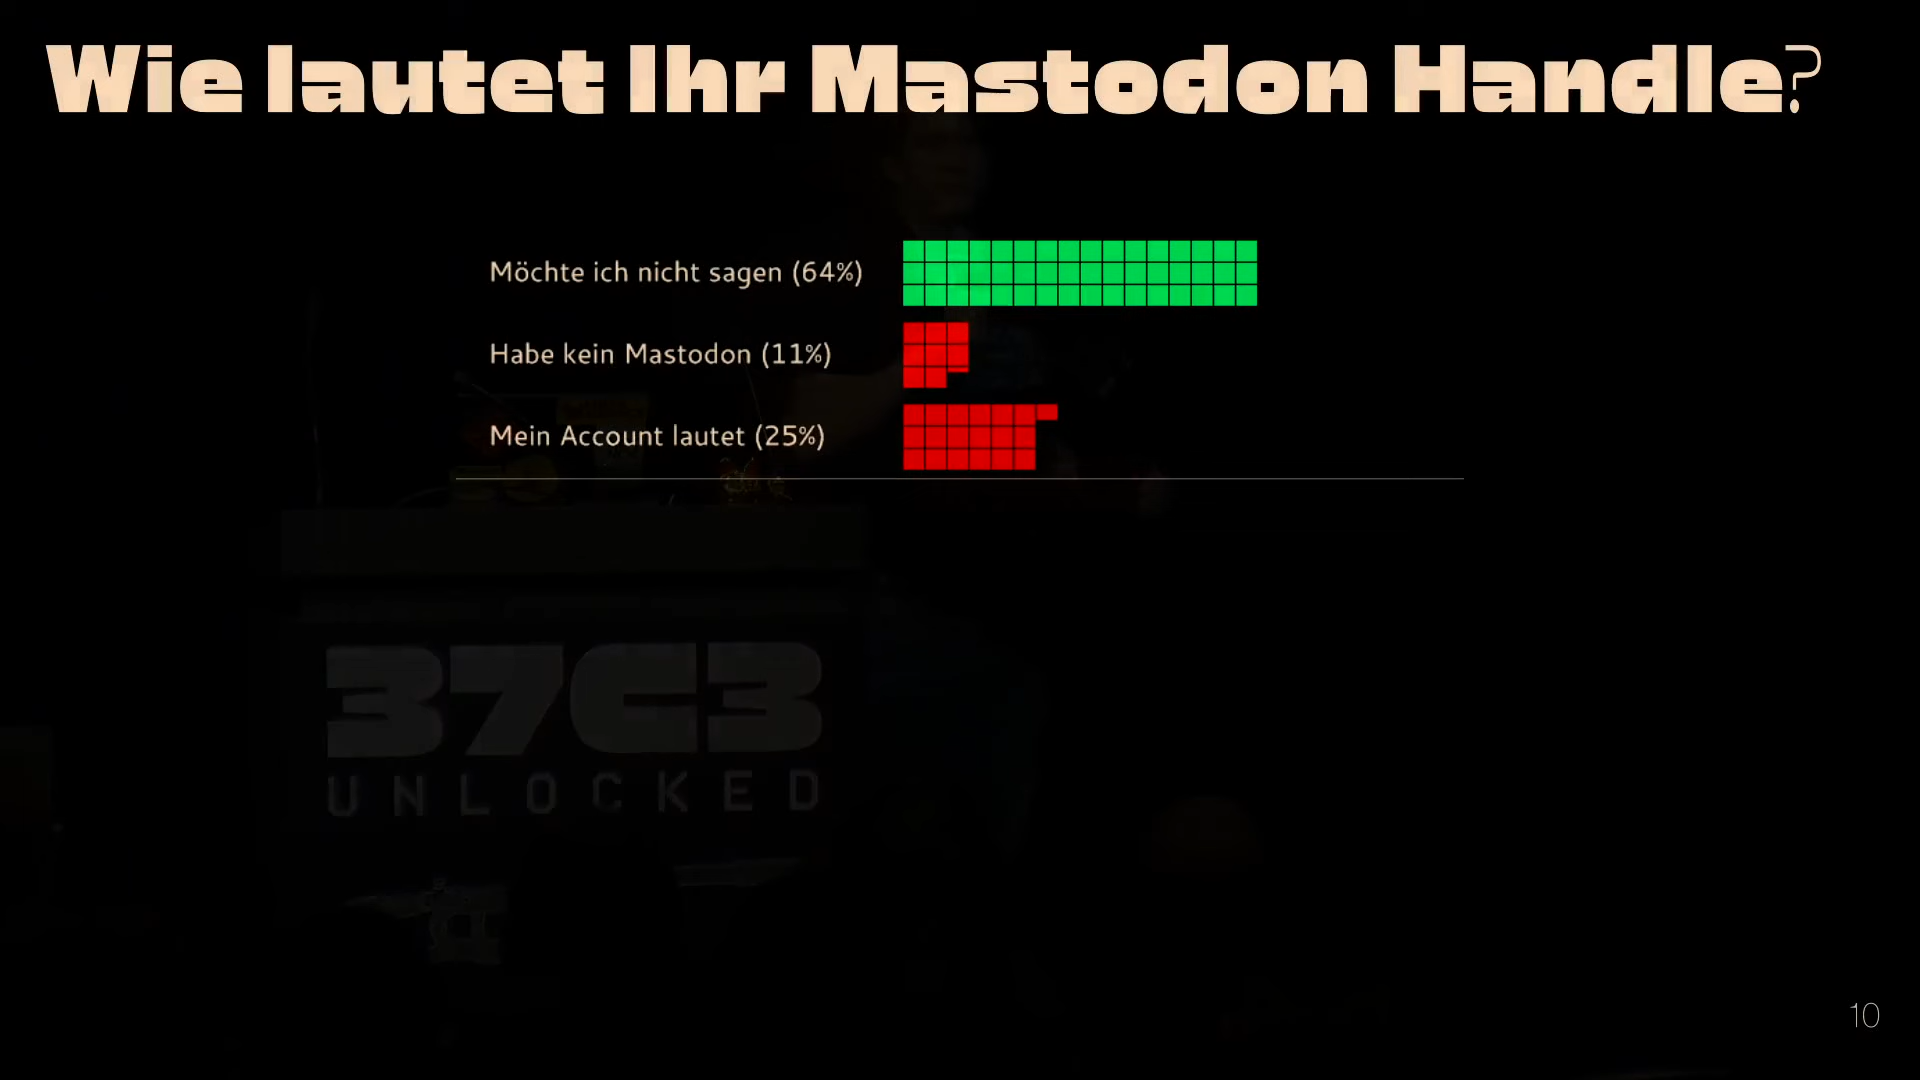 Wie lautet Ihr Mastodon Handle?
Möchte ich nicht sagen (64%)
Habe kein Mastodon (11%)
Mein Account lautet (25%)
37C3
UNLOCKED
10